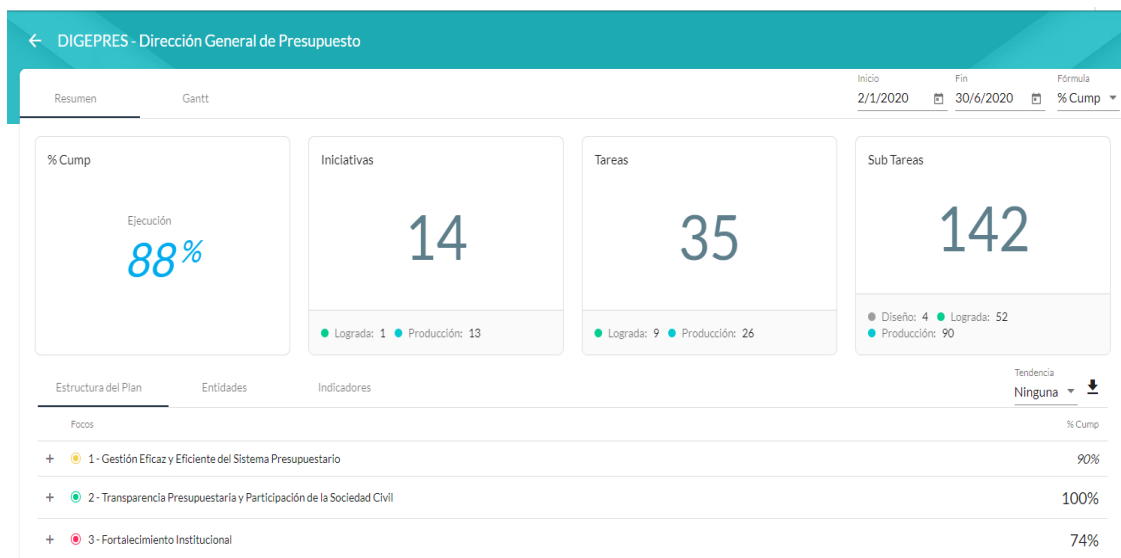 DIGEPRES - Dirección General de Presupuesto
Resumen Gantt
Inicio Fin Fórmula
2/1/2020 30/6/2020 % Cump
% Cump Iniciativas Tareas Sub Tareas
Ejecución
88% 14 35 142
Lograda: 1 Producción: 13
Lograda: 9 Producción: 26
Diseño: 4 Lograda: 52
Producción: 90
Estructura del Plan Entidades Indicadores
Tendencia
Ninguna
Focos % Cump
+ 1 - Gestión Eficaz y Eficiente del Sistema Presupuestario 90%
+ 2 - Transparencia Presupuestaria y Participación de la Sociedad Civil 100%
+ 3 - Fortalecimiento Institucional 74%